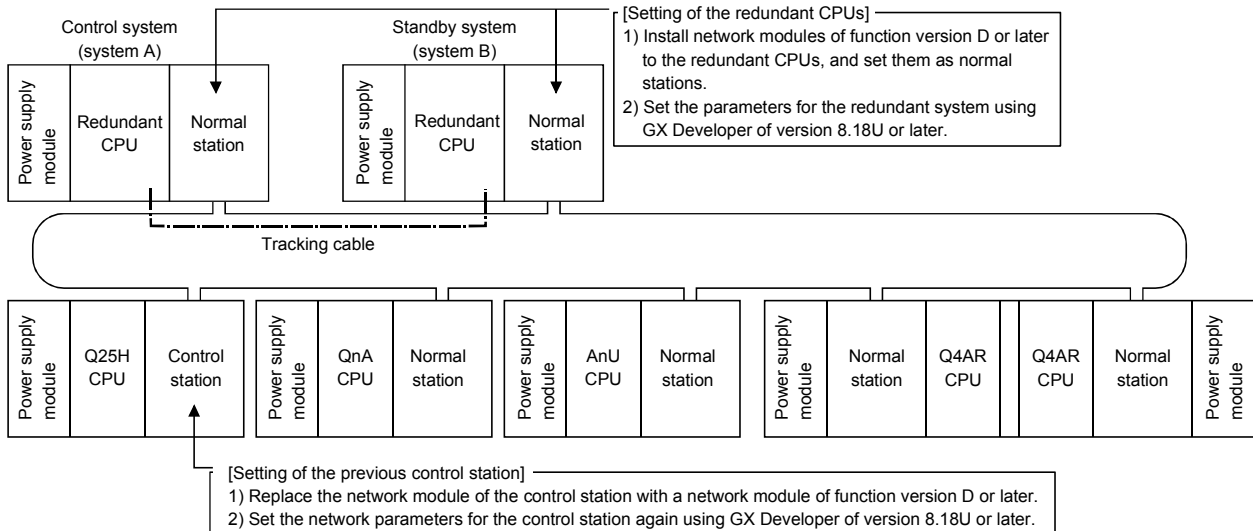 [Setting of the redundant CPUs]
1) Install network modules of function version D or later
to the redundant CPUs, and set them as normal
stations.
2) Set the parameters for the redundant system using
GX Developer of version 8.18U or later.
Control system
(system A)
Standby system
(system B)
Power supply
module
Redundant
CPU
Normal
station
Power supply
module
Redundant
CPU
Normal
station
Tracking cable
Power supply
module
Q25H
CPU
Control
station
Power supply
module
QnA
CPU
Normal
station
Power supply
module
AnU
CPU
Normal
station
Power supply
module
Normal
station
Q4AR
CPU
Q4AR
CPU
Normal
station
Power supply
module
[Setting of the previous control station]
1) Replace the network module of the control station with a network module of function version D or later.
2) Set the network parameters for the control station again using GX Developer of version 8.18U or later.